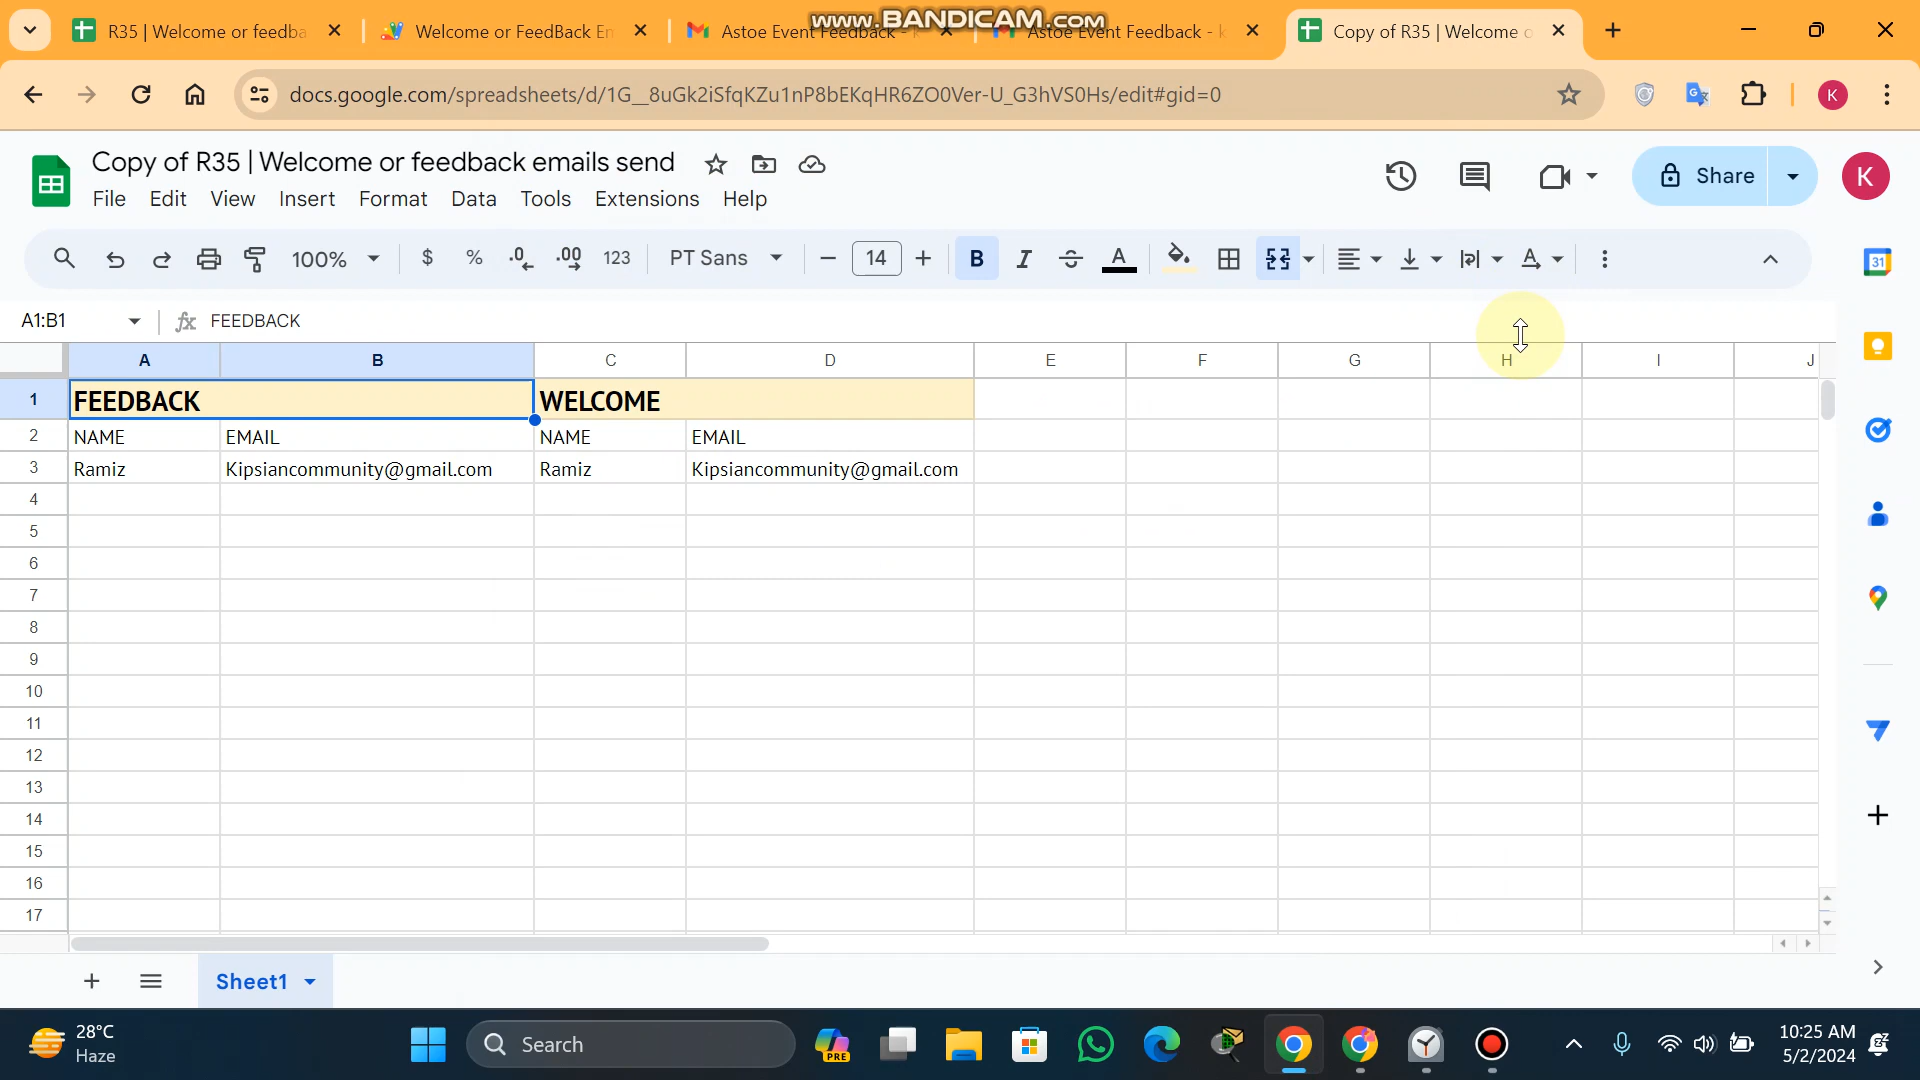 www.BANDICAM.COM
R35 | Welcome or feedba
Welcome or FeedBack En
Astoe Event Feedback - k
Astoe Event Feedback - k
Copy of R35 | Welcome o
docs.google.com/spreadsheets/d/1G__8uGk2iSfqKZu1nP8bEKqHR6ZO0Ver-U_G3hVS0Hs/edit#gid=0
K
Copy of R35 | Welcome or feedback emails send
File Edit View Insert Format Data Tools Extensions Help
Share
K
100% $ % .0 .00 123 PT Sans 14 B I A A
31
A1:B1 fx FEEDBACK
A B C D E F G H I J
1 FEEDBACK WELCOME
2 NAME EMAIL NAME EMAIL
3 Ramiz Kipsiancommunity@gmail.com Ramiz Kipsiancommunity@gmail.com
4
5
6
7
8
9
10
11
12
13
14
15
16
17
Sheet1
28°C
Haze
Search
PRE
10:25 AM
5/2/2024